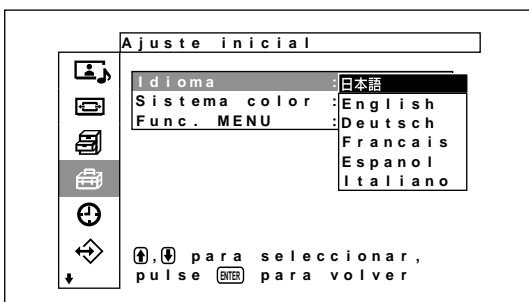 Ajuste inicial
Idioma :日本語
Sistema color :English
Func. MENU :Deutsch
Francais
Espanol
Italiano
, para seleccionar,
pulse ENTER para volver